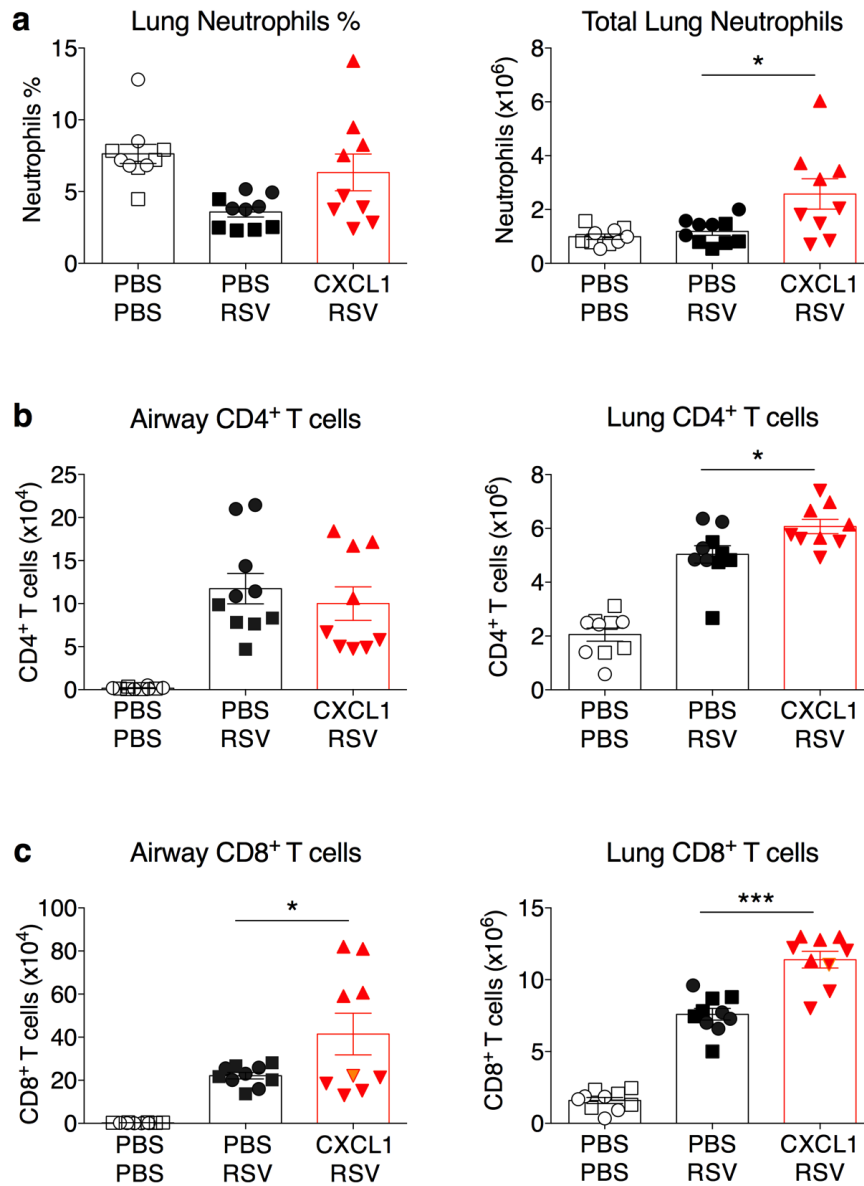 a
Lung Neutrophils %
Total Lung Neutrophils
Neutrophils %
15
10
5
0
PBS PBS CXCL1
PBS RSV RSV
Neutrophils (x10⁶)
8
6
4
2
0
*
PBS PBS CXCL1
PBS RSV RSV
b
Airway CD4⁺ T cells
Lung CD4⁺ T cells
CD4⁺ T cells (x10⁴)
25
20
15
10
5
0
PBS PBS CXCL1
PBS RSV RSV
CD4⁺ T cells (x10⁶)
8
6
4
2
0
*
PBS PBS CXCL1
PBS RSV RSV
c
Airway CD8⁺ T cells
Lung CD8⁺ T cells
CD8⁺ T cells (x10⁴)
100
80
60
40
20
0
*
PBS PBS CXCL1
PBS RSV RSV
CD8⁺ T cells (x10⁶)
15
10
5
0
***
PBS PBS CXCL1
PBS RSV RSV